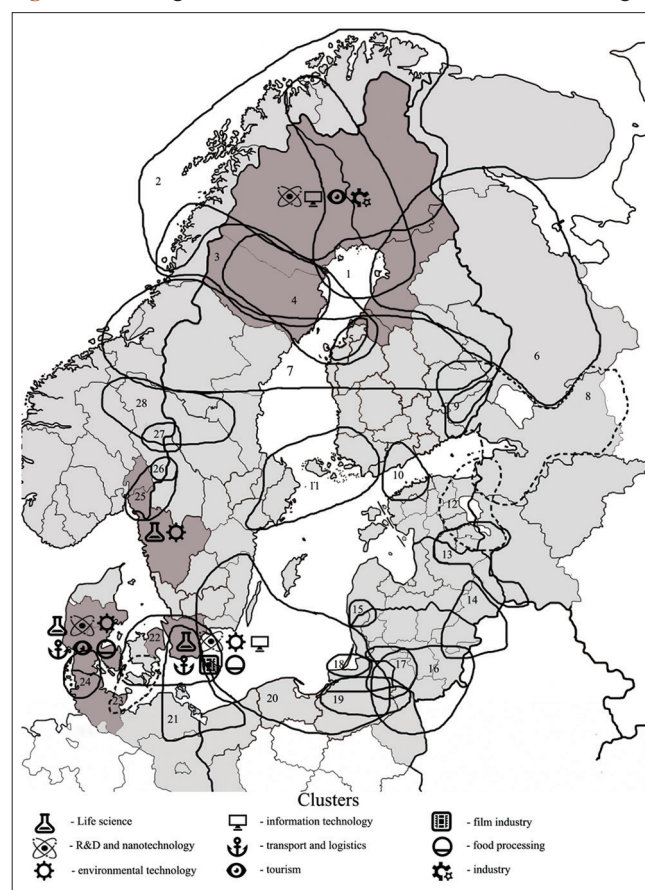 2
1
3
4
6
7
8
9
28
27
10
26
11
25
12
13
14
15
22
18
17
16
24
23
19
20
21
Clusters
- Life science
- information technology
- film industry
- R&D and nanotechnology
- transport and logistics
- food processing
- environmental technology
- tourism
- industry